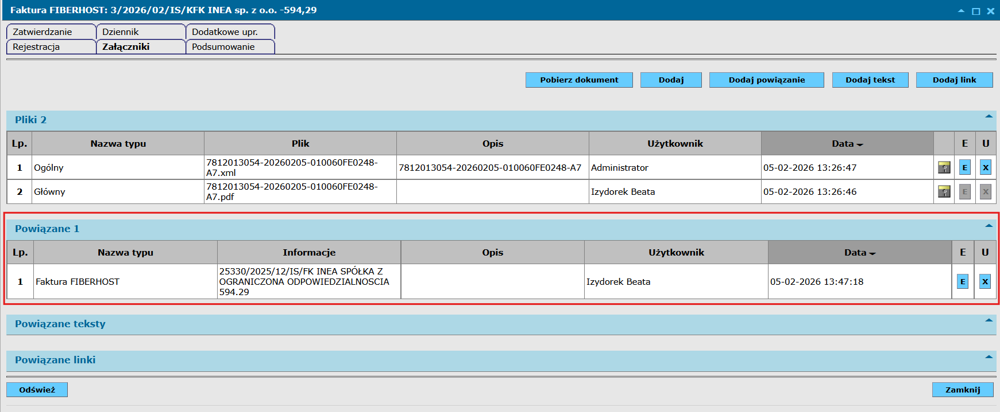 Faktura FIBERHOST: 3/2026/02/IS/KFK INEA sp. z o.o. -594,29
Zatwierdzanie Dziennik Dodatkowe upr.
Rejestracja Załączniki Podsumowanie
Pobierz dokument Dodaj Dodaj powiązanie Dodaj tekst Dodaj link
Pliki 2
Lp. Nazwa typu Plik Opis Użytkownik Data E U
1 Ogólny 7812013054-20260205-010060FE0248-A7.xml 7812013054-20260205-010060FE0248-A7 Administrator 05-02-2026 13:26:47 E X
2 Główny 7812013054-20260205-010060FE0248-A7.pdf Izydorek Beata 05-02-2026 13:26:46 E X
Powiązane 1
Lp. Nazwa typu Informacje Opis Użytkownik Data E U
1 Faktura FIBERHOST 25330/2025/12/IS/FK INEA SPÓŁKA Z OGRANICZONA ODPOWIEDZIALNOSCIA 594.29 Izydorek Beata 05-02-2026 13:47:18 E X
Powiązane teksty
Powiązane linki
Odśwież Zamknij